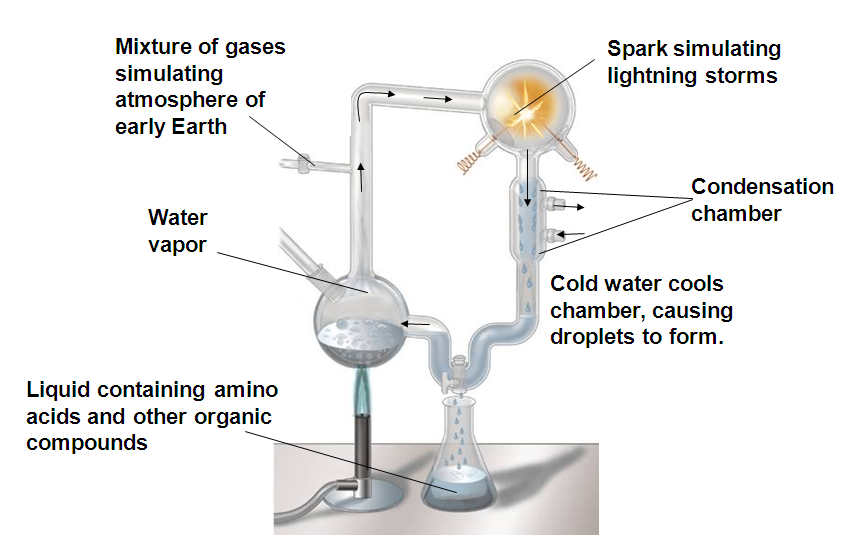 Mixture of gases
simulating
atmosphere of
early Earth
Spark simulating
lightning storms
Condensation
chamber
Water
vapor
Cold water cools
chamber, causing
droplets to form.
Liquid containing amino
acids and other organic
compounds